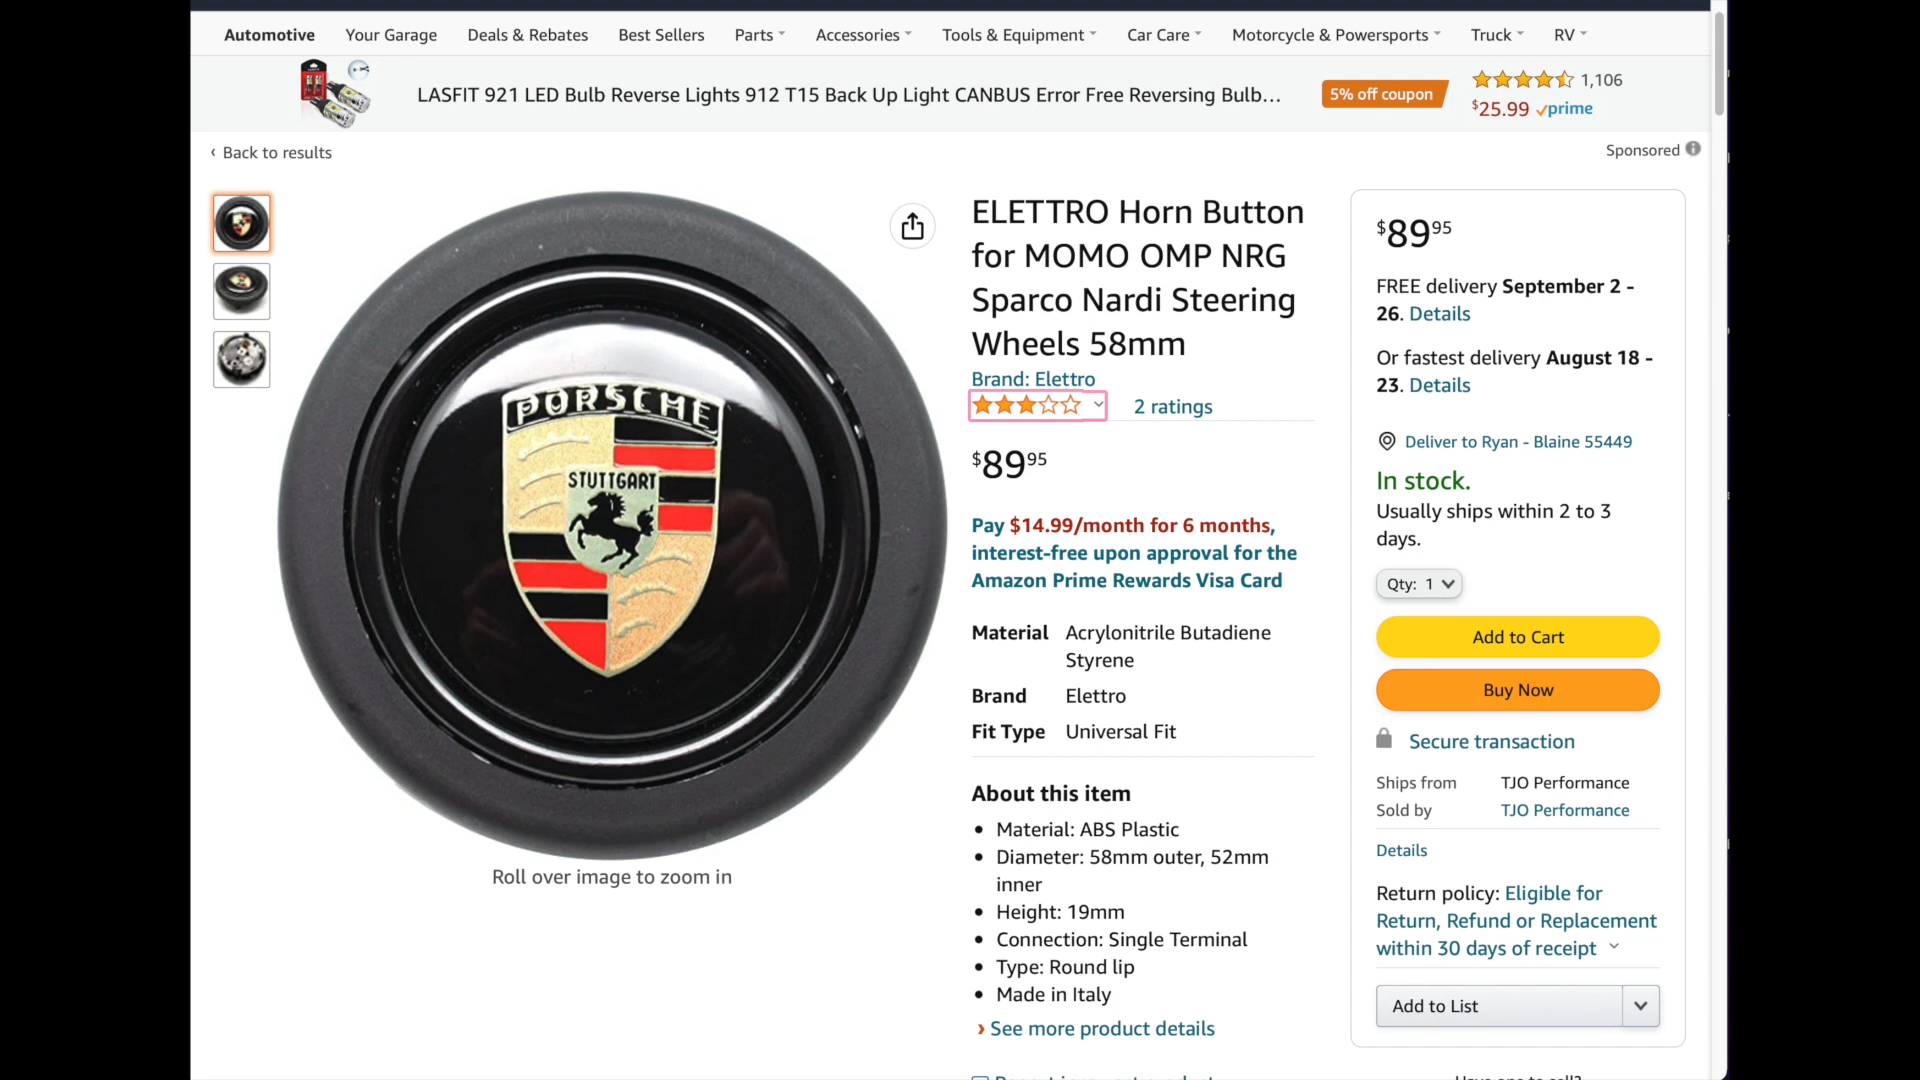 Automotive Your Garage Deals & Rebates Best Sellers Parts Accessories Tools & Equipment Car Care Motorcycle & Powersports Truck RV
LASFIT 921 LED Bulb Reverse Lights 912 T15 Back Up Light CANBUS Error Free Reversing Bulb...
5% off coupon
1,106
$25.99 prime
‹ Back to results
Sponsored
PORSCHE
STUTTGART
Roll over image to zoom in
ELETTRO Horn Button
for MOMO OMP NRG
Sparco Nardi Steering
Wheels 58mm
Brand: Elettro
2 ratings
$89 95
Pay $14.99/month for 6 months,
interest-free upon approval for the
Amazon Prime Rewards Visa Card
Material Acrylonitrile Butadiene
Styrene
Brand Elettro
Fit Type Universal Fit
About this item
• Material: ABS Plastic
• Diameter: 58mm outer, 52mm
inner
• Height: 19mm
• Connection: Single Terminal
• Type: Round lip
• Made in Italy
› See more product details
$89 95
FREE delivery September 2 -
26. Details
Or fastest delivery August 18 -
23. Details
Deliver to Ryan - Blaine 55449
In stock.
Usually ships within 2 to 3
days.
Qty: 1
Add to Cart
Buy Now
Secure transaction
Ships from TJO Performance
Sold by TJO Performance
Details
Return policy: Eligible for
Return, Refund or Replacement
within 30 days of receipt
Add to List